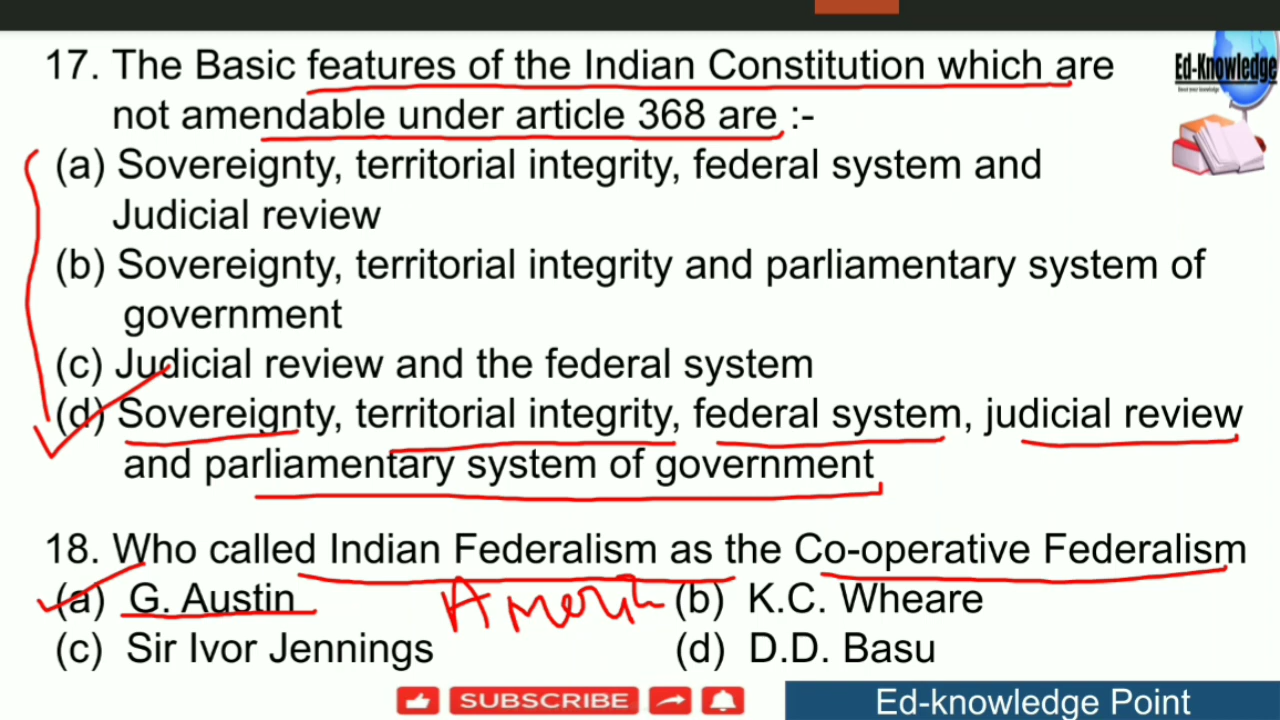 17. The Basic features of the Indian Constitution which are
not amendable under article 368 are :-
(a) Sovereignty, territorial integrity, federal system and
Judicial review
(b) Sovereignty, territorial integrity and parliamentary system of
government
(c) Judicial review and the federal system
(d) Sovereignty, territorial integrity, federal system, judicial review
and parliamentary system of government
18. Who called Indian Federalism as the Co-operative Federalism
(a) G. Austin
(b) K.C. Wheare
(c) Sir Ivor Jennings
(d) D.D. Basu
Ed-Knowledge
SUBSCRIBE
Ed-knowledge Point